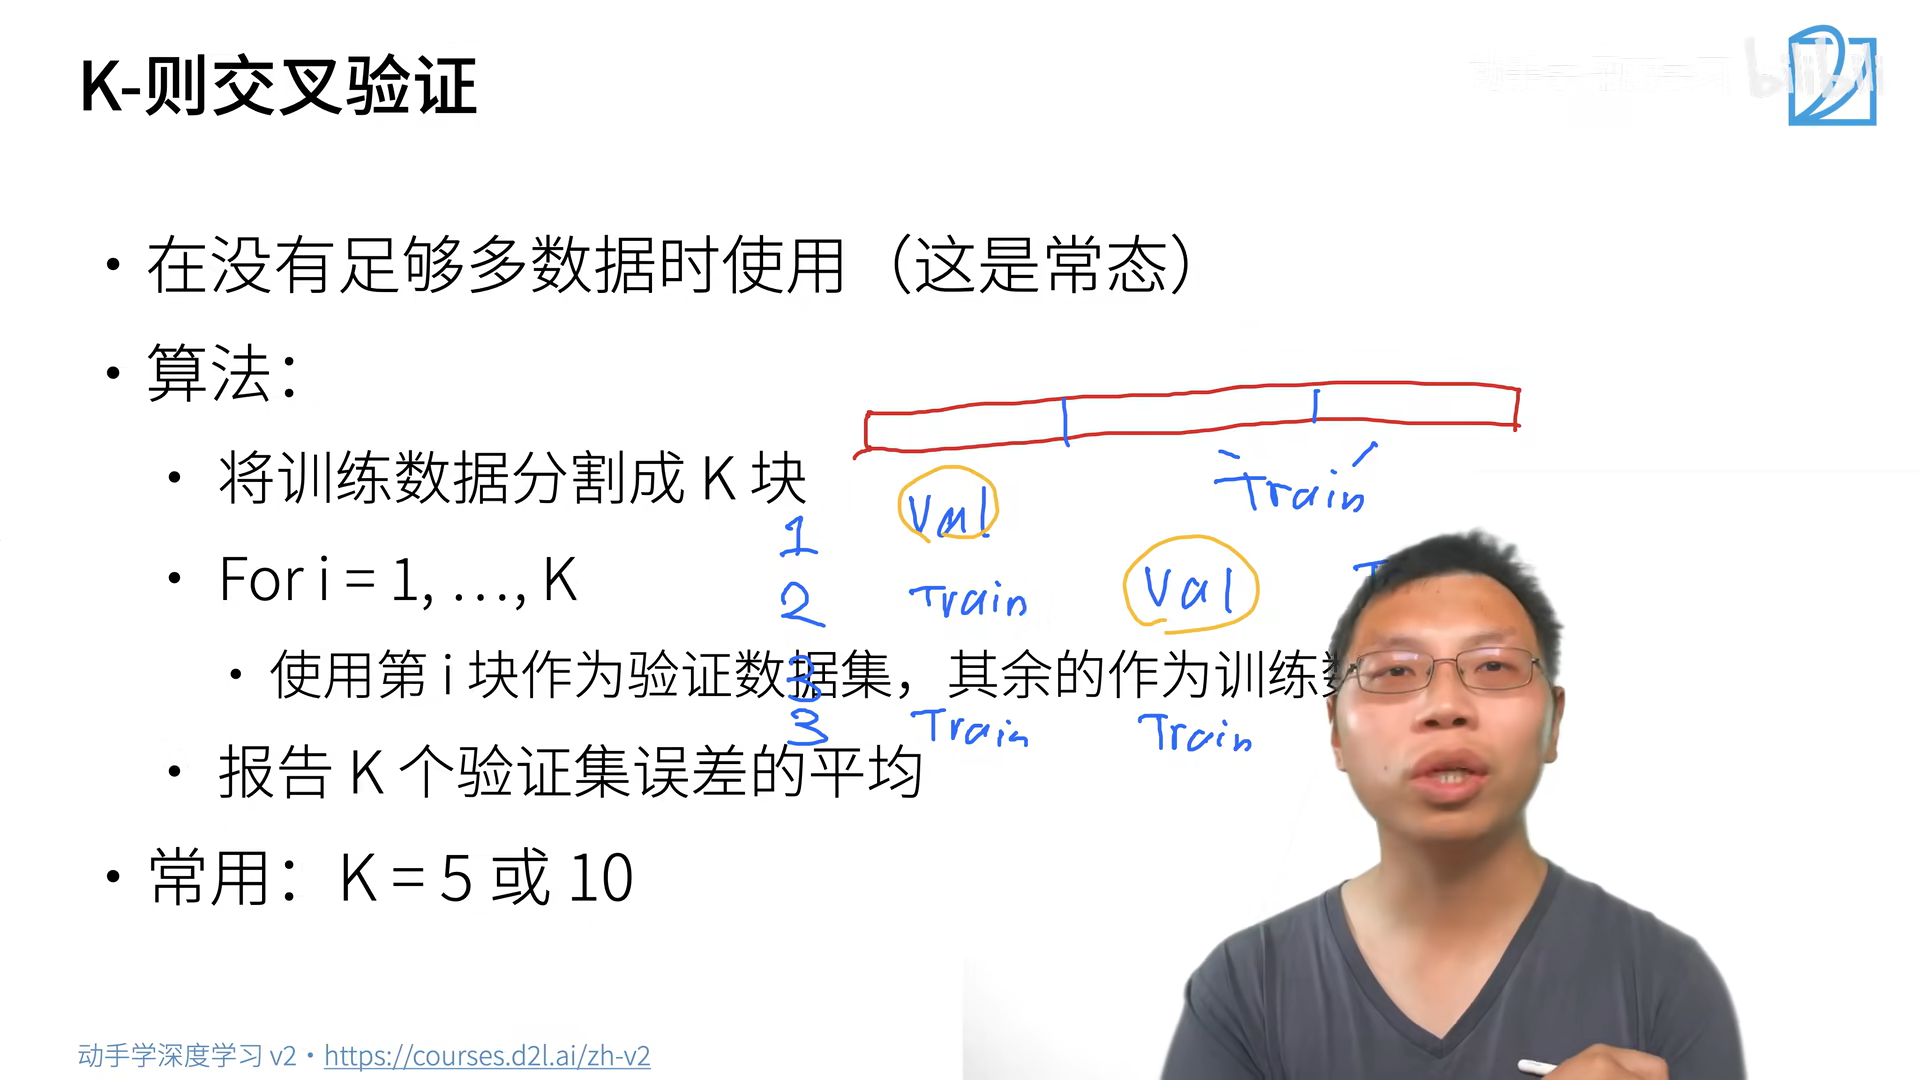 K-则交叉验证
bilibili
• 在没有足够多数据时使用（这是常态）
• 算法：
• 将训练数据分割成 K 块
Val
Train
1
• For i = 1, …, K
2 Train Val
• 使用第 i 块作为验证数据集，其余的作为训练数
3
3 Train Train
• 报告 K 个验证集误差的平均
• 常用：K = 5 或 10
动手学深度学习 v2 • https://courses.d2l.ai/zh-v2